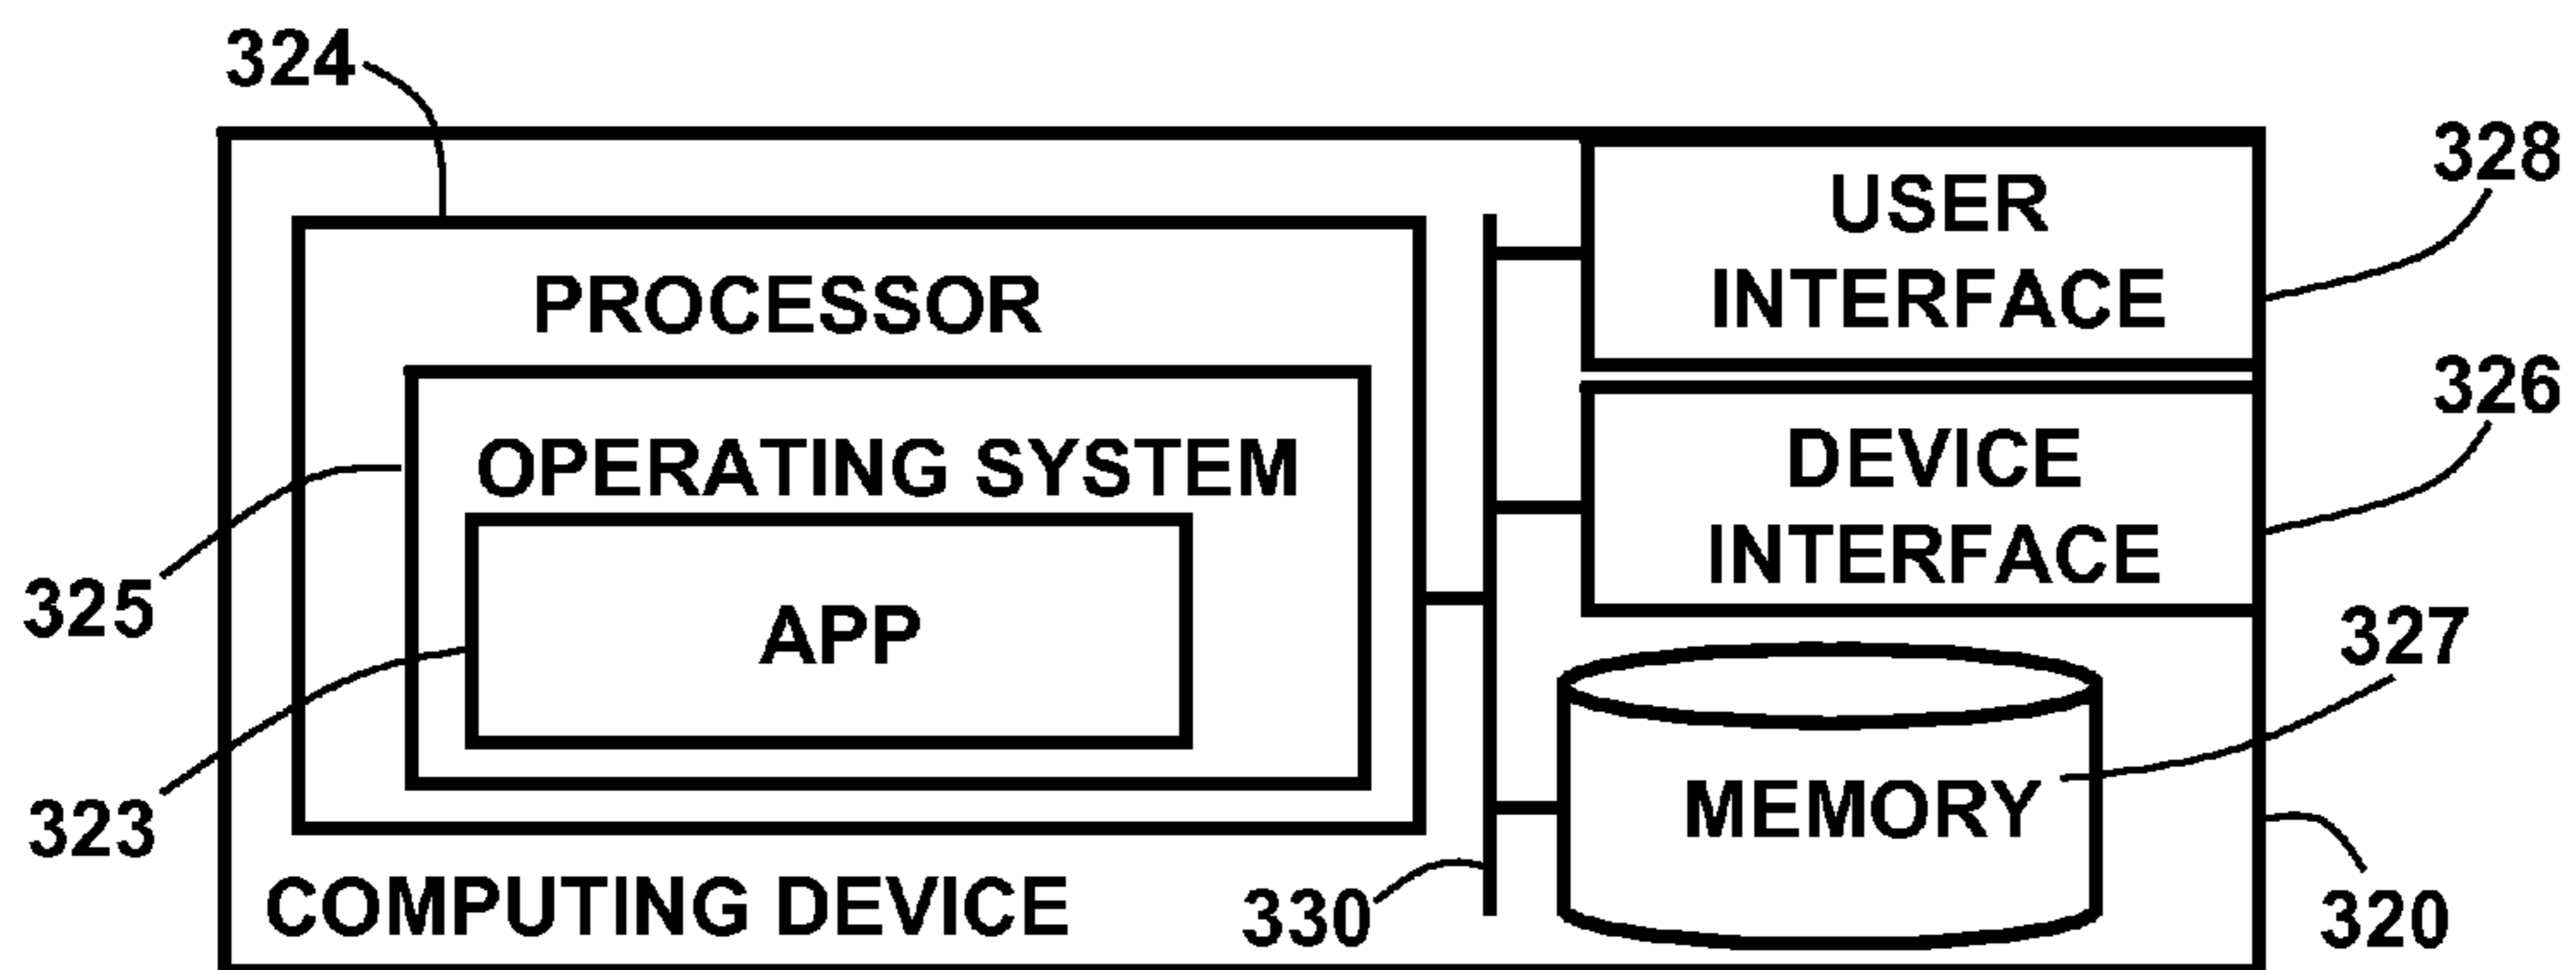 324
328
USER
INTERFACE
PROCESSOR
326
DEVICE
INTERFACE
OPERATING SYSTEM
325
APP
327
323
MEMORY
COMPUTING DEVICE
330
320